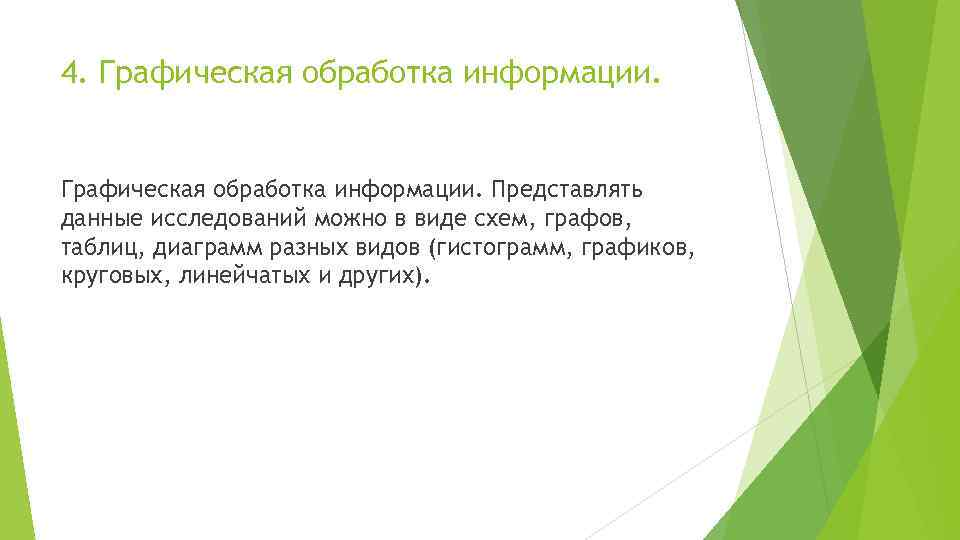 4. Графическая обработка информации.
Графическая обработка информации. Представлять
данные исследований можно в виде схем, графов,
таблиц, диаграмм разных видов (гистограмм, графиков,
круговых, линейчатых и других).